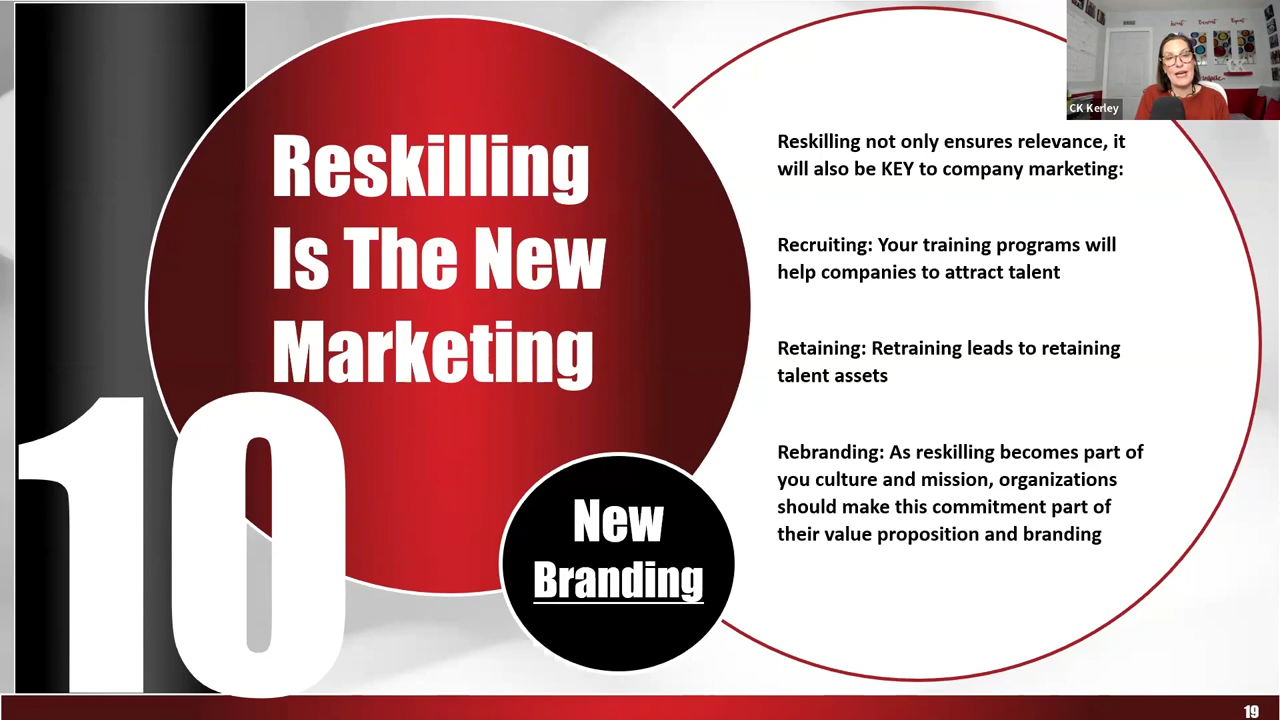 Reskilling
Is The New
Marketing
10
New
Branding
Reskilling not only ensures relevance, it
will also be KEY to company marketing:
Recruiting: Your training programs will
help companies to attract talent
Retaining: Retraining leads to retaining
talent assets
Rebranding: As reskilling becomes part of
you culture and mission, organizations
should make this commitment part of
their value proposition and branding
CK Kerley
19